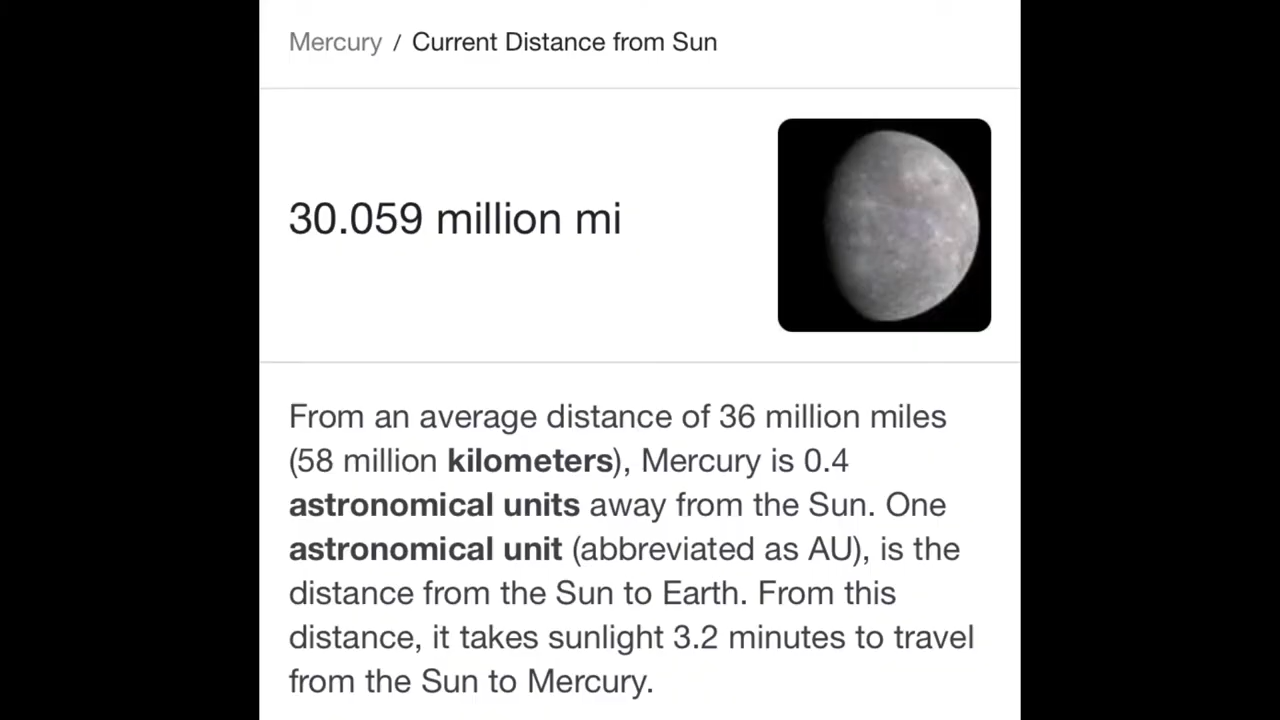 Mercury / Current Distance from Sun
30.059 million mi
From an average distance of 36 million miles
(58 million kilometers), Mercury is 0.4
astronomical units away from the Sun. One
astronomical unit (abbreviated as AU), is the
distance from the Sun to Earth. From this
distance, it takes sunlight 3.2 minutes to travel
from the Sun to Mercury.